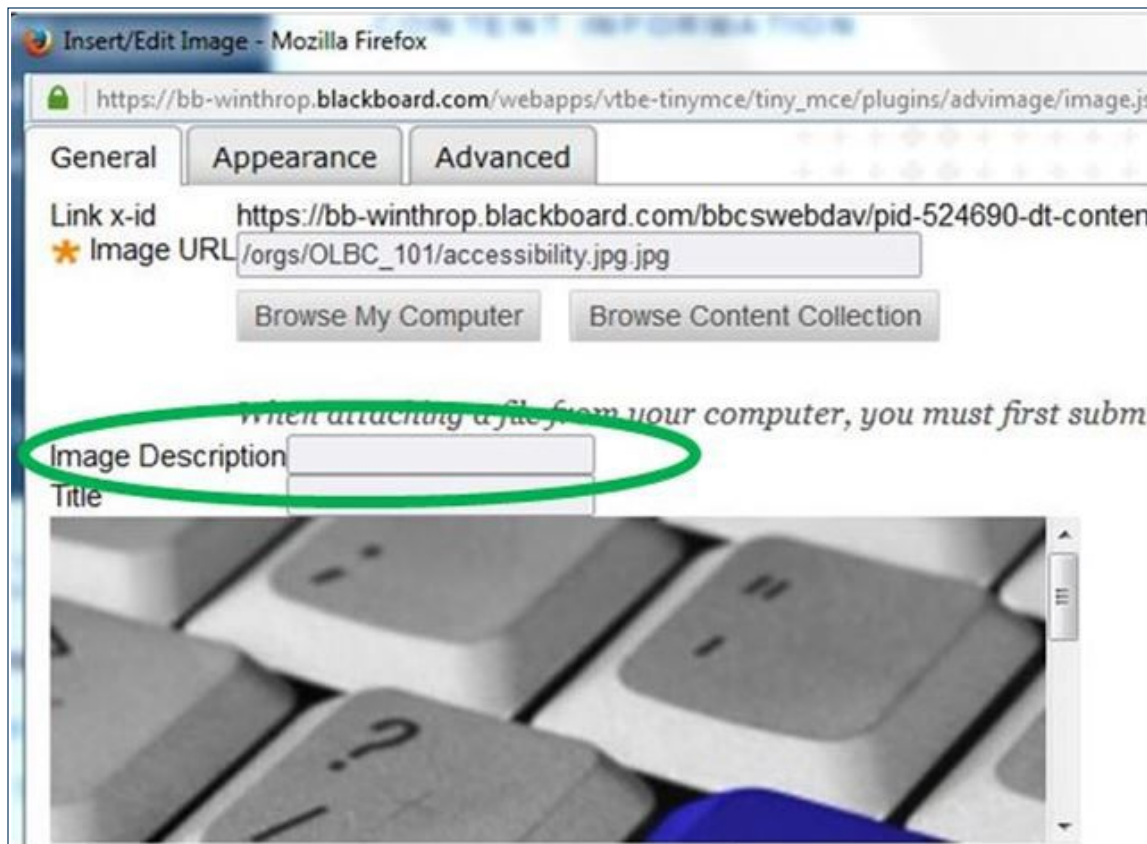 CONTENT INFORMATION
Insert/Edit Image - Mozilla Firefox
https://bb-winthrop.blackboard.com/webapps/vtbe-tinymce/tiny_mce/plugins/advimage/image.js
General Appearance Advanced
Link x-id https://bb-winthrop.blackboard.com/bbcswebdav/pid-524690-dt-conten
* Image URL /orgs/OLBC_101/accessibility.jpg.jpg
Browse My Computer Browse Content Collection
When attaching a file from your computer, you must first subm
Image Description
Title
- :
" '
?
/